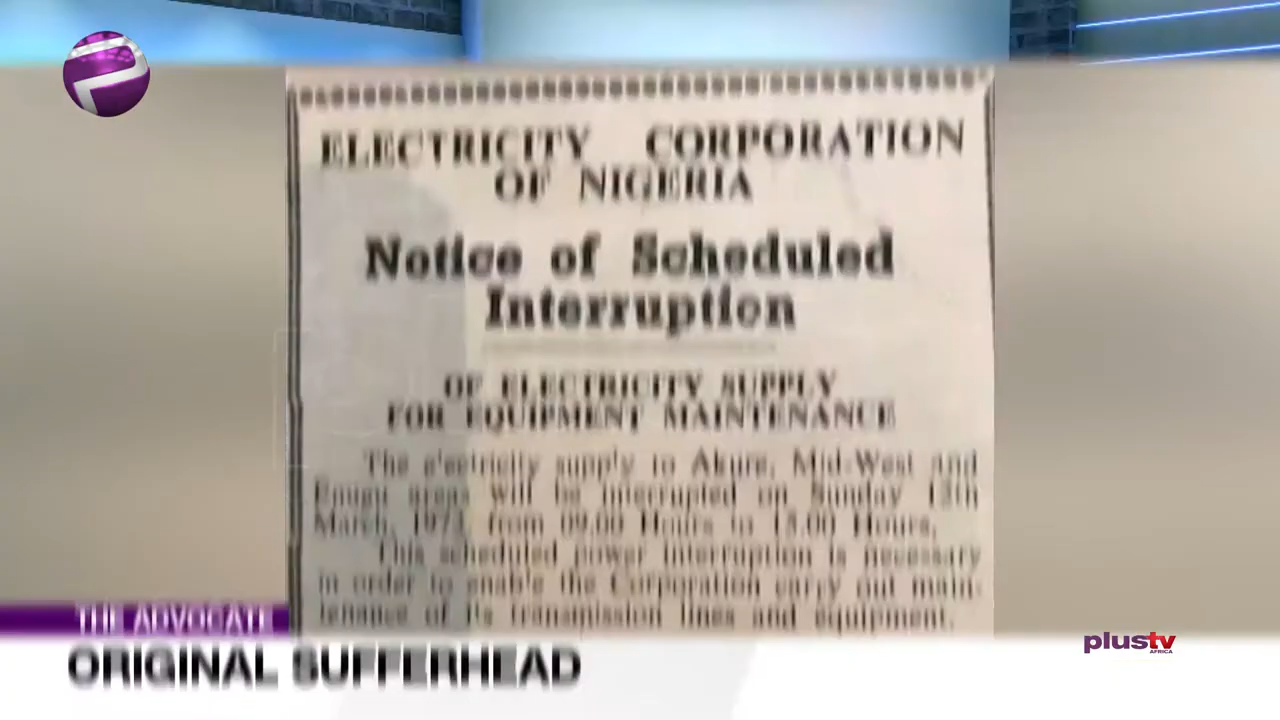 ELECTRICITY CORPORATION
OF NIGERIA
Notice of Scheduled
Interruption
OF ELECTRICITY SUPPLY
FOR EQUIPMENT MAINTENANCE
The electricity supply to Akure, Mid-West and
areas will be interrupted on Sunday
March, from 09.00 Hours to Hours.
This scheduled power interruption is necessary
in order to enable the Corporation carry out main-
tenance of its transmission lines and equipment.
THE ADVOCATE
ORIGINAL SUFFERHEAD
plustv
AFRICA